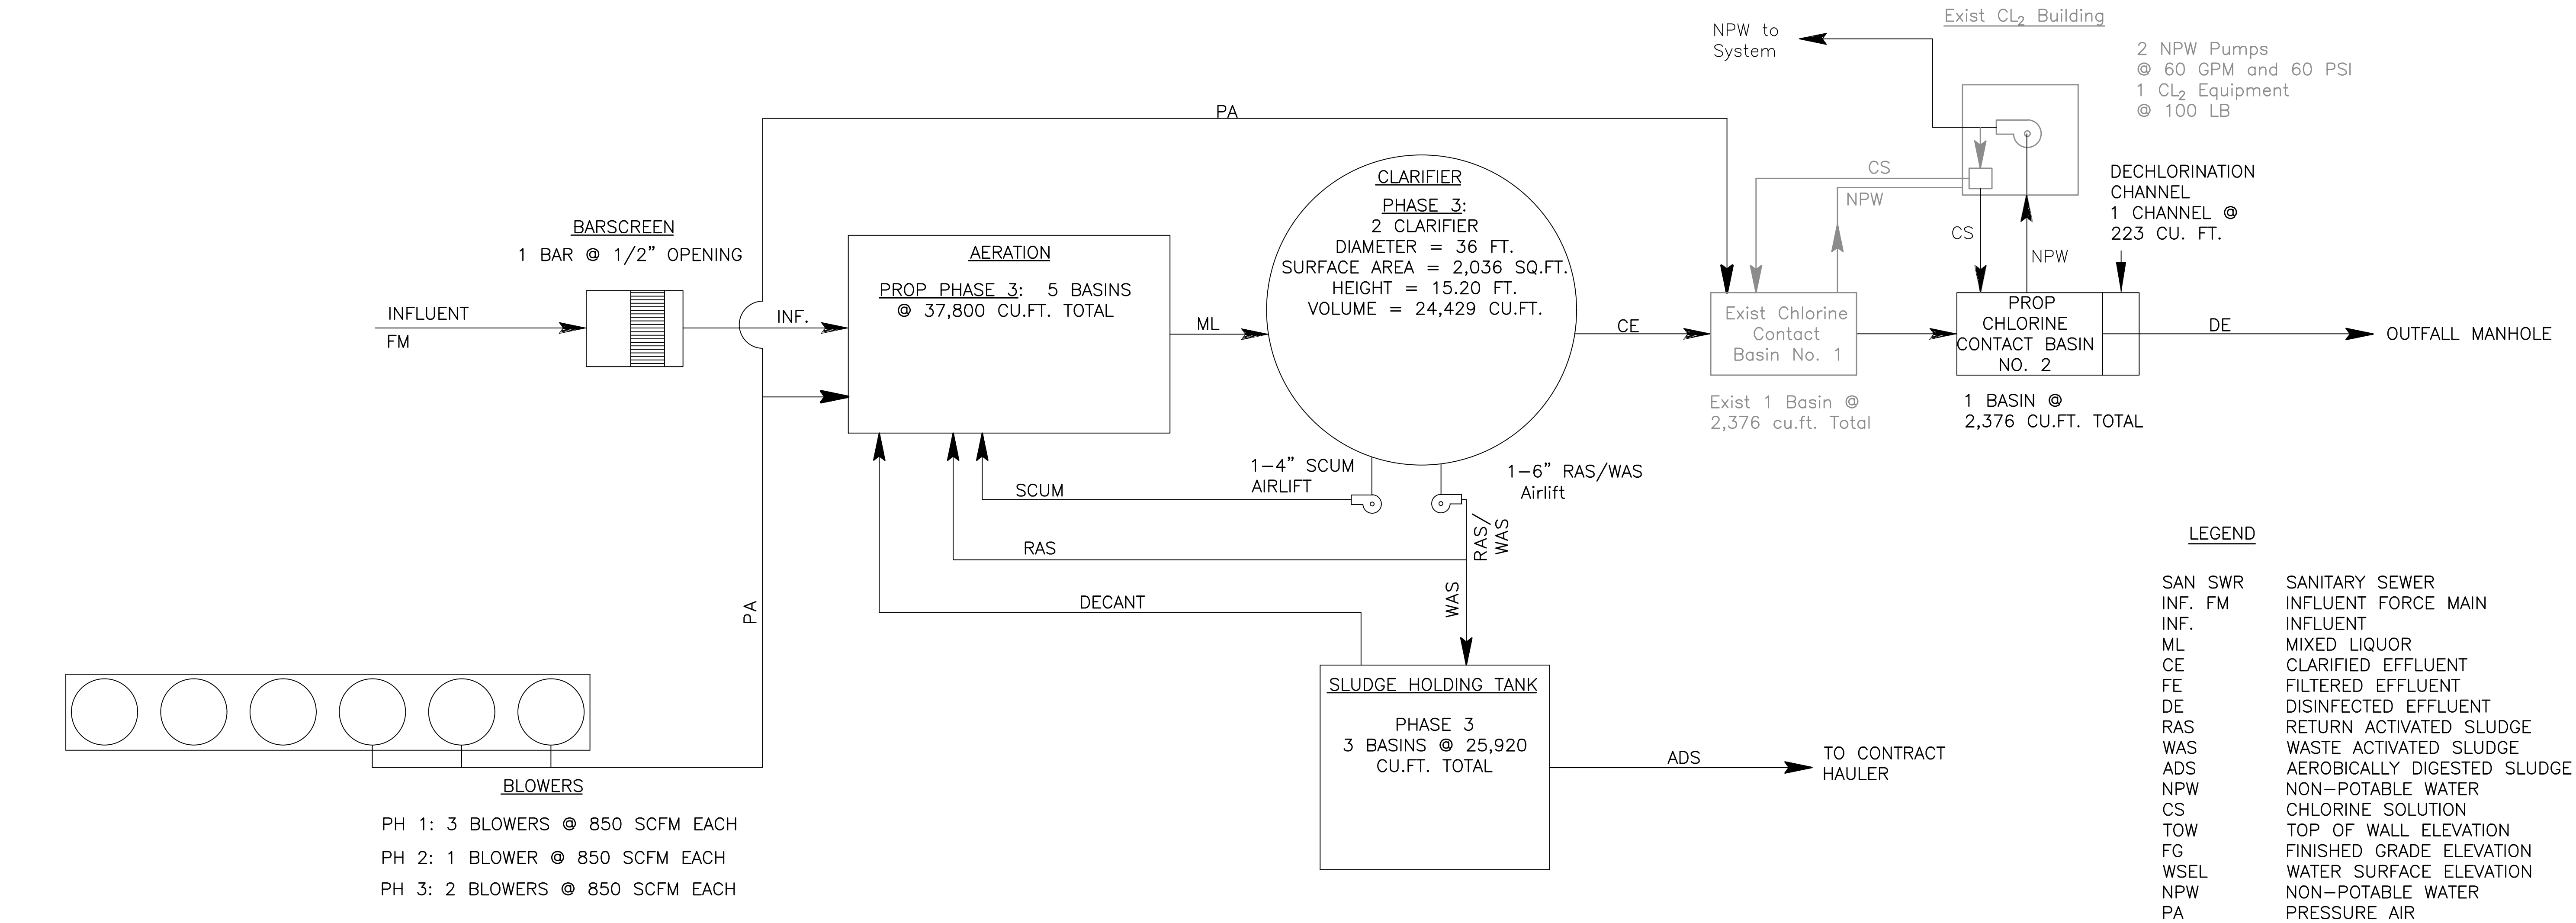 Exist CL2 Building
NPW to
System
2 NPW Pumps
@ 60 GPM and 60 PSI
1 CL2 Equipment
@ 100 LB
PA
CS
NPW
CS
NPW
DECHLORINATION
CHANNEL
1 CHANNEL @
223 CU. FT.
BARSCREEN
1 BAR @ 1/2" OPENING
INFLUENT
FM
INF.
AERATION
PROP PHASE 3: 5 BASINS
@ 37,800 CU.FT. TOTAL
ML
CLARIFIER
PHASE 3:
2 CLARIFIER
DIAMETER = 36 FT.
SURFACE AREA = 2,036 SQ.FT.
HEIGHT = 15.20 FT.
VOLUME = 24,429 CU.FT.
CE
Exist Chlorine
Contact
Basin No. 1
Exist 1 Basin @
2,376 cu.ft. Total
PROP
CHLORINE
CONTACT BASIN
NO. 2
1 BASIN @
2,376 CU.FT. TOTAL
DE
OUTFALL MANHOLE
1-4" SCUM
AIRLIFT
1-6" RAS/WAS
Airlift
SCUM
RAS/
WAS
RAS
WAS
DECANT
PA
SLUDGE HOLDING TANK
PHASE 3
3 BASINS @ 25,920
CU.FT. TOTAL
ADS
TO CONTRACT
HAULER
BLOWERS
PH 1: 3 BLOWERS @ 850 SCFM EACH
PH 2: 1 BLOWER @ 850 SCFM EACH
PH 3: 2 BLOWERS @ 850 SCFM EACH
LEGEND
SAN SWR SANITARY SEWER
INF. FM INFLUENT FORCE MAIN
INF. INFLUENT
ML MIXED LIQUOR
CE CLARIFIED EFFLUENT
FE FILTERED EFFLUENT
DE DISINFECTED EFFLUENT
RAS RETURN ACTIVATED SLUDGE
WAS WASTE ACTIVATED SLUDGE
ADS AEROBICALLY DIGESTED SLUDGE
NPW NON-POTABLE WATER
CS CHLORINE SOLUTION
TOW TOP OF WALL ELEVATION
FG FINISHED GRADE ELEVATION
WSEL WATER SURFACE ELEVATION
NPW NON-POTABLE WATER
PA PRESSURE AIR